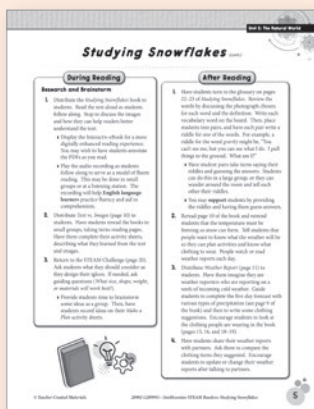 Unit 2: The Natural World
Studying Snowflakes (cont.)
During Reading
Research and Brainstorm
1. Distribute the Studying Snowflakes book to
students. Read the text aloud as students
follow along. Stop to discuss the images
and how they can help readers better
understand the text.
• Display the Interactiv-eBook for a more
digitally enhanced reading experience.
You may wish to have students annotate
the PDFs as you read.
• Play the audio recording as students
follow along to serve as a model of fluent
reading. This may be done in small
groups or at a listening station. The
recording will help English language
learners practice fluency and aid in
comprehension.
2. Distribute Text vs. Images (page 10) to
students. Have students reread the books in
small groups, taking turns reading pages.
Have them complete their activity sheets,
describing what they learned from the text
and images.
3. Return to the STEAM Challenge (page 20).
Ask students what they should consider as
they design their igloos. If needed, ask
guiding questions (What size, shape, weight,
or materials will work best?).
• Provide students time to brainstorm
some ideas as a group. Then, have
students record ideas on their Make a
Plan activity sheets.
After Reading
1. Have students turn to the glossary on pages
22–23 of Studying Snowflakes. Review the
words by discussing the photograph chosen
for each word and the definition. Write each
vocabulary word on the board. Then, place
students into pairs, and have each pair write a
riddle for one of the words. For example, a
riddle for the word gravity might be, "You
can't see me, but you can see what I do. I pull
things to the ground. What am I?"
• Have student pairs take turns saying their
riddles and guessing the answers. Students
can do this in a large group, or they can
wander around the room and tell each
other their riddles.
• You may support students by providing
the riddles and having them guess answers.
2. Reread page 10 of the book and remind
students that the temperature must be
freezing so snow can form. Tell students that
people want to know what the weather will be
so they can plan activities and know what
clothing to wear. People watch or read
weather reports each day.
3. Distribute Weather Report (page 11) to
students. Have them imagine they are
weather reporters who are reporting on a
week of incoming cold weather. Guide
students to complete the five-day forecast with
various types of precipitation (see page 9 of
the book) and then to write some clothing
suggestions. Encourage students to look at
the clothing people are wearing in the book
(pages 15, 16, and 18–19).
4. Have students share their weather reports
with partners. Ask them to compare the
clothing items they suggested. Encourage
students to update or change their weather
reports after talking to partners.
© Teacher Created Materials
Smithsonian STEAM Readers: Studying Snowflakes
5